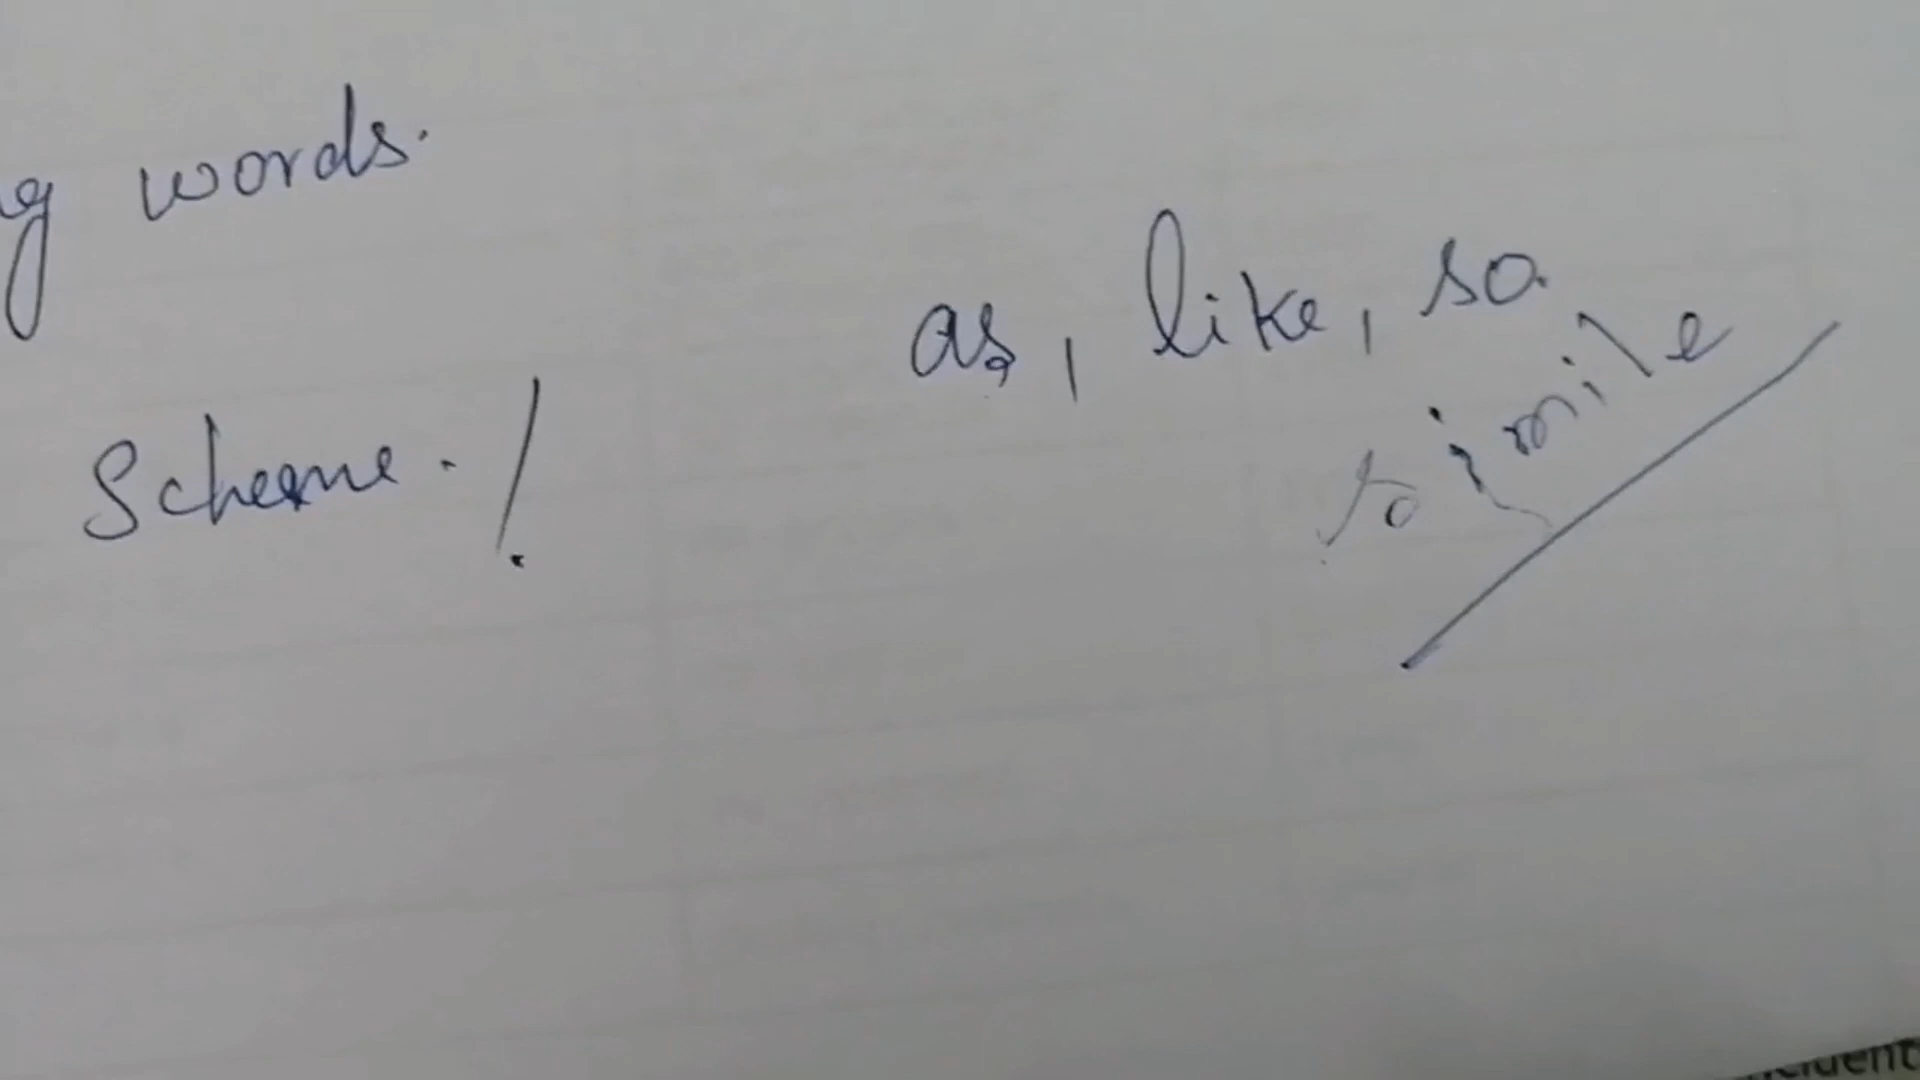 words.
as, like, so
simile
Scheme.